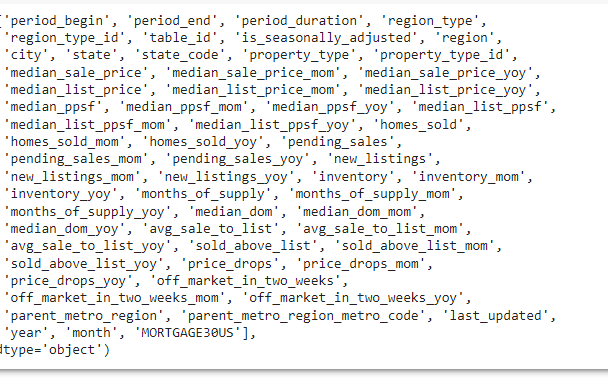 ['period_begin', 'period_end', 'period_duration', 'region_type',
'region_type_id', 'table_id', 'is_seasonally_adjusted', 'region',
'city', 'state', 'state_code', 'property_type', 'property_type_id',
'median_sale_price', 'median_sale_price_mom', 'median_sale_price_yoy',
'median_list_price', 'median_list_price_mom', 'median_list_price_yoy',
'median_ppsf', 'median_ppsf_mom', 'median_ppsf_yoy', 'median_list_ppsf',
'median_list_ppsf_mom', 'median_list_ppsf_yoy', 'homes_sold',
'homes_sold_mom', 'homes_sold_yoy', 'pending_sales',
'pending_sales_mom', 'pending_sales_yoy', 'new_listings',
'new_listings_mom', 'new_listings_yoy', 'inventory', 'inventory_mom',
'inventory_yoy', 'months_of_supply', 'months_of_supply_mom',
'months_of_supply_yoy', 'median_dom', 'median_dom_mom',
'median_dom_yoy', 'avg_sale_to_list', 'avg_sale_to_list_mom',
'avg_sale_to_list_yoy', 'sold_above_list', 'sold_above_list_mom',
'sold_above_list_yoy', 'price_drops', 'price_drops_mom',
'price_drops_yoy', 'off_market_in_two_weeks',
'off_market_in_two_weeks_mom', 'off_market_in_two_weeks_yoy',
'parent_metro_region', 'parent_metro_region_metro_code', 'last_updated',
'year', 'month', 'MORTGAGE30US'],
dtype='object')